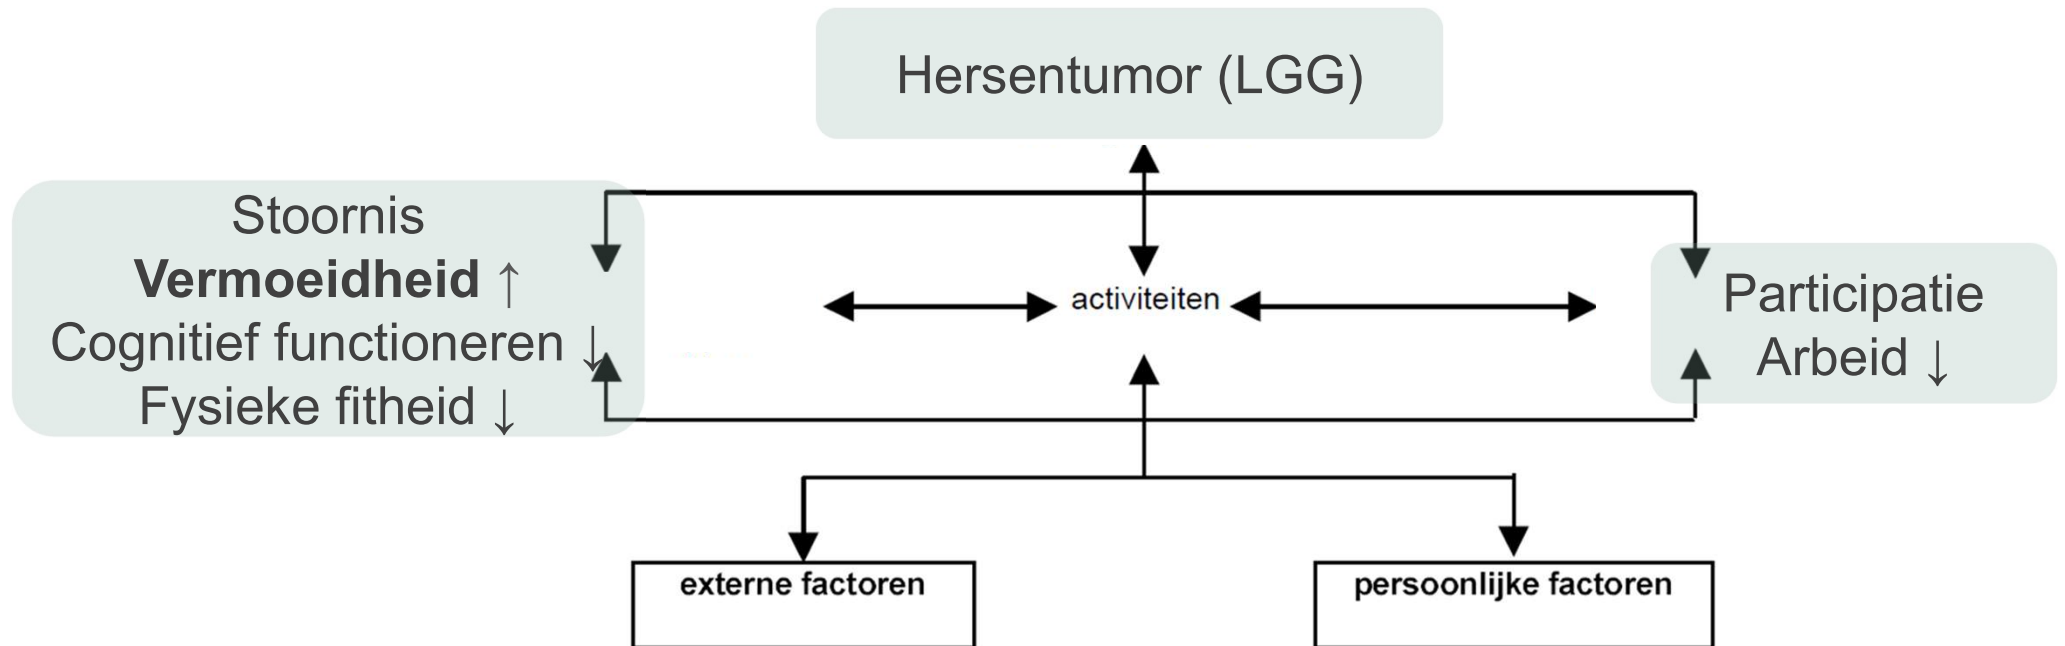 Hersentumor (LGG)
Stoornis
Vermoeidheid ↑
Cognitief functioneren ↓
Fysieke fitheid ↓
activiteiten
Participatie
Arbeid ↓
externe factoren
persoonlijke factoren